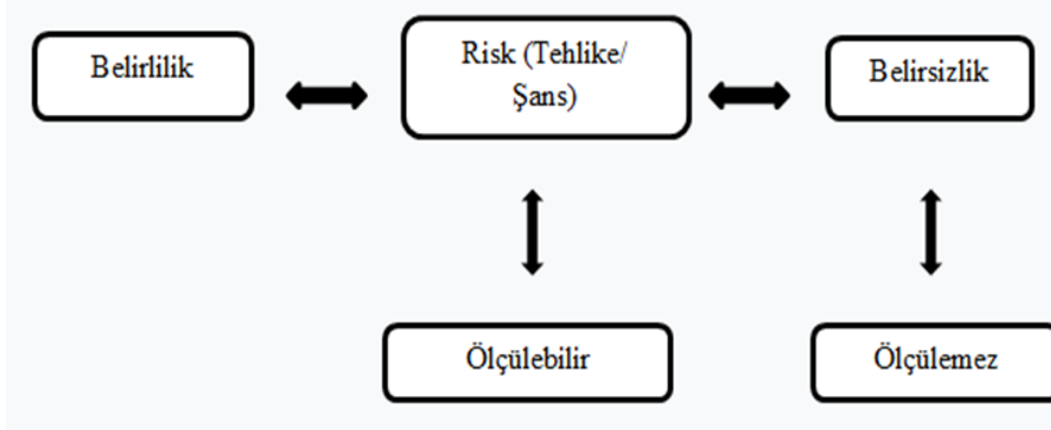 Belirlilik
Risk (Tehlike/
Şans)
Belirsizlik
Ölçülebilir
Ölçülemez